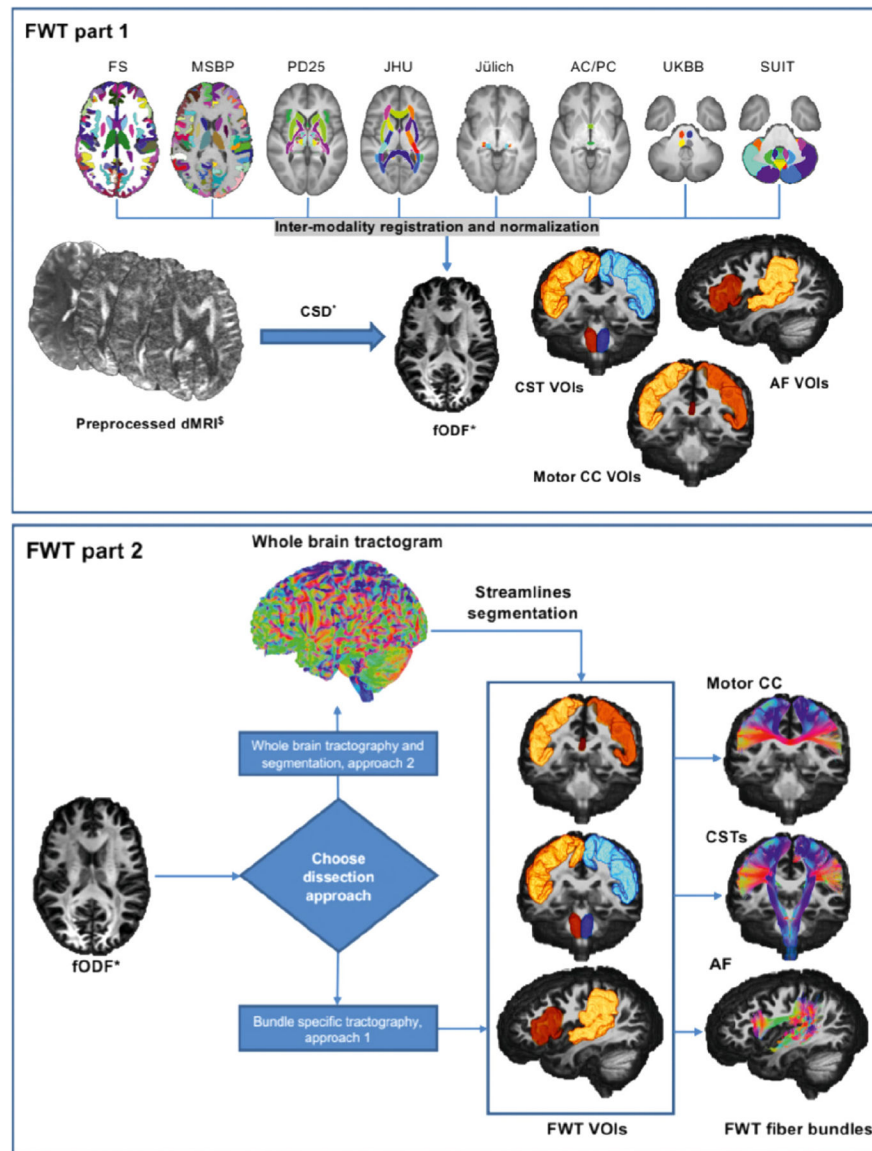 FWT part 1
FS
MSBP
PD25
JHU
Jülich
AC/PC
UKBB
SUIT
Inter-modality registration and normalization
CSD*
CST VOIs
AF VOIs
Preprocessed dMRI$
fODF*
Motor CC VOIs
FWT part 2
Whole brain tractogram
Streamlines
segmentation
Motor CC
Whole brain tractography and
segmentation, approach 2
CSTs
Choose
dissection
approach
fODF*
AF
Bundle specific tractography,
approach 1
FWT VOIs
FWT fiber bundles